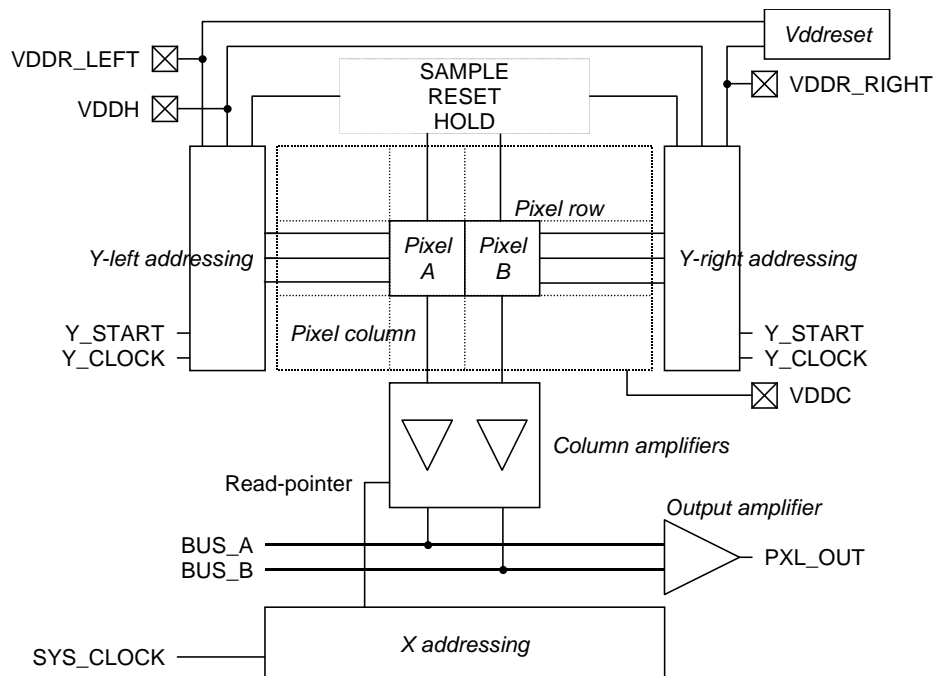 Vddreset
VDDR_LEFT
VDDR_RIGHT
VDDH
SAMPLE
RESET
HOLD
Pixel row
Pixel
A
Pixel
B
Y-left addressing
Y-right addressing
Pixel column
Y_START
Y_CLOCK
Y_START
Y_CLOCK
VDDC
Column amplifiers
Read-pointer
Output amplifier
BUS_A
BUS_B
PXL_OUT
X addressing
SYS_CLOCK